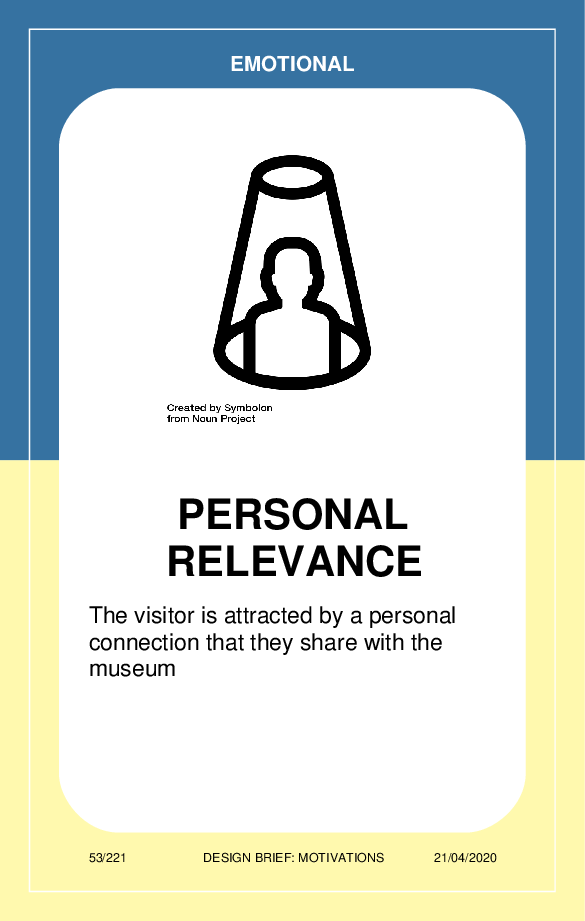 EMOTIONAL
Created by Symbolon
from Noun Project
PERSONAL
RELEVANCE
The visitor is attracted by a personal
connection that they share with the
museum
53/221 DESIGN BRIEF: MOTIVATIONS 21/04/2020